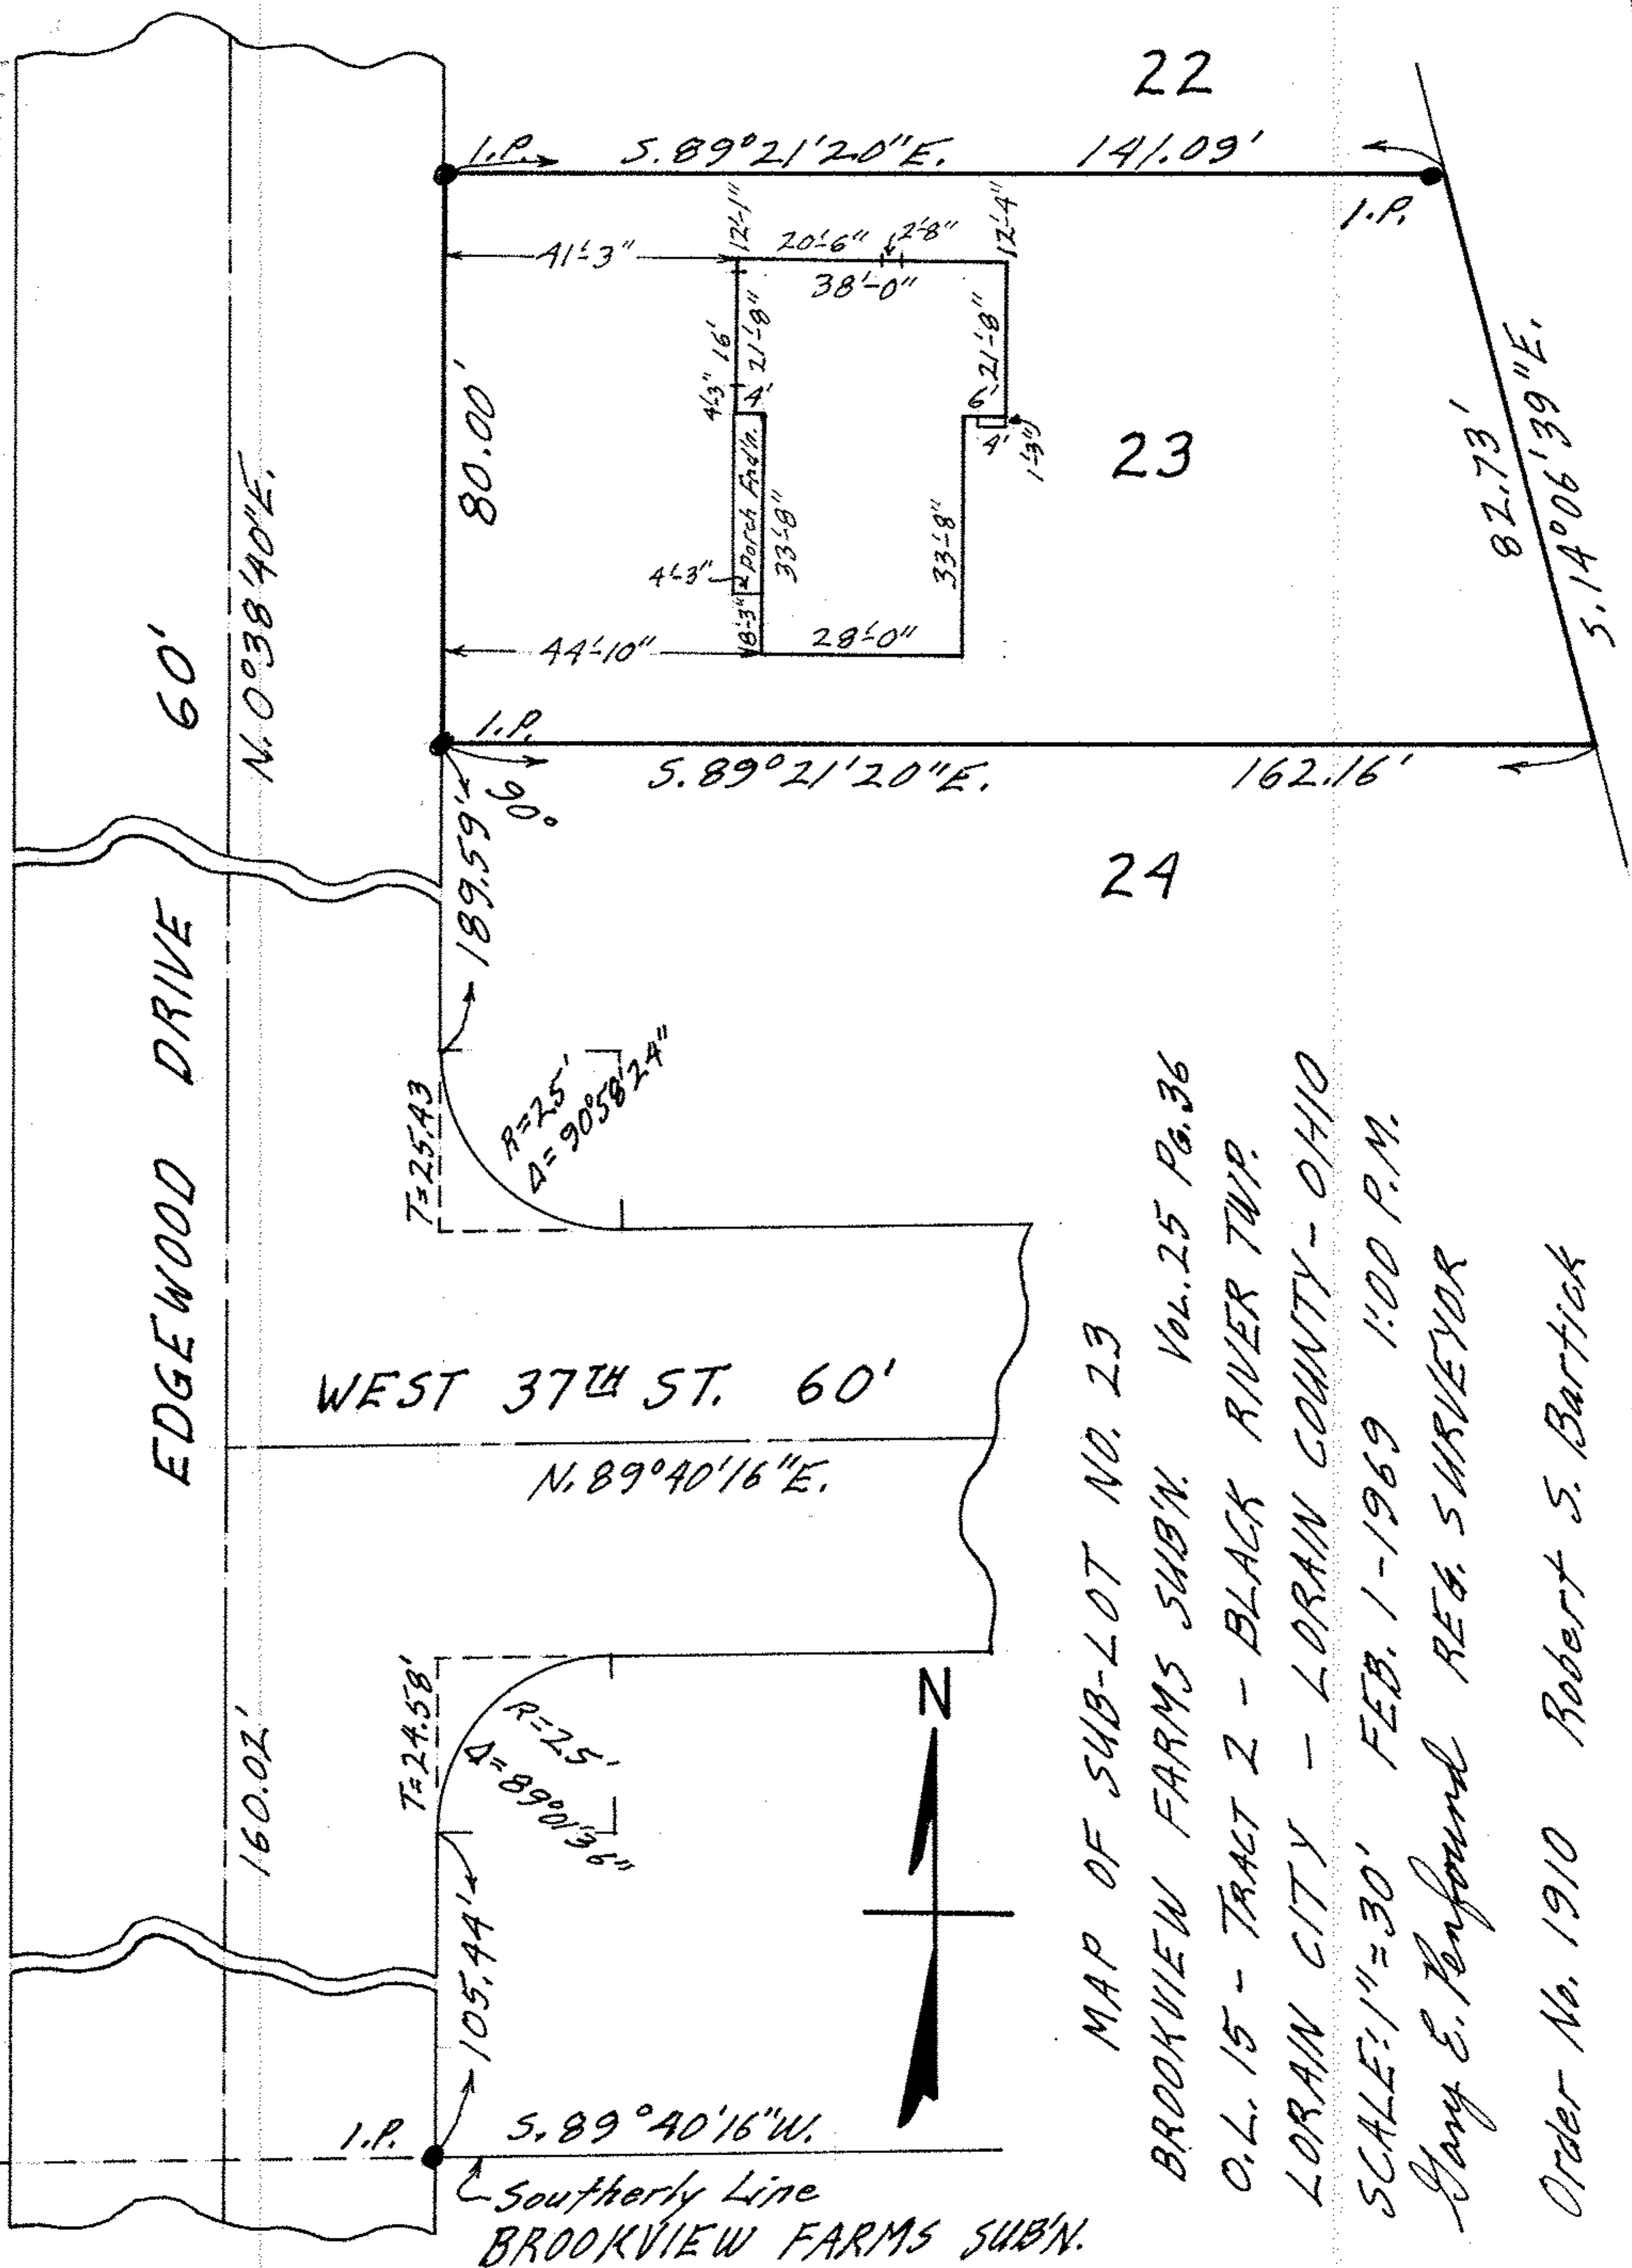 22
I.P.
S.89°21'20"E.
141.09'
I.P.
41'-3"
12'-1"
20'-6"
2'-8"
12'-4"
38'-0"
16'
21'-8"
4'-3"
4'
21'-8"
6'
4'
1'-3"
80.00'
23
82.73'
S.14°06'39"E.
Porch Fnd'n.
33'-8"
33'-8"
4'-3"
8'-3"
44'-10"
28'-0"
N.0°38'40"E.
I.P.
S.89°21'20"E.
162.16'
90°
189.59'
24
EDGEWOOD DRIVE 60'
T=25.43
R=25'
Δ=90°58'24"
WEST 37TH ST. 60'
N.89°40'16"E.
160.02'
T=24.58'
R=25'
Δ=89°01'36"
105.44'
N
I.P.
S.89°40'16"W.
Southerly Line
BROOKVIEW FARMS SUB'N.
MAP OF SUB-LOT NO. 23
BROOKVIEW FARMS SUB'N. VOL.25 PG.36
O.L. 15 - TRACT 2 - BLACK RIVER TWP.
LORAIN CITY - LORAIN COUNTY - OHIO
SCALE: 1"=30' FEB. 1-1969 1:00 P.M.
Gary E. Penfound REG. SURVEYOR
Order No. 1910 Robert S. Bartick